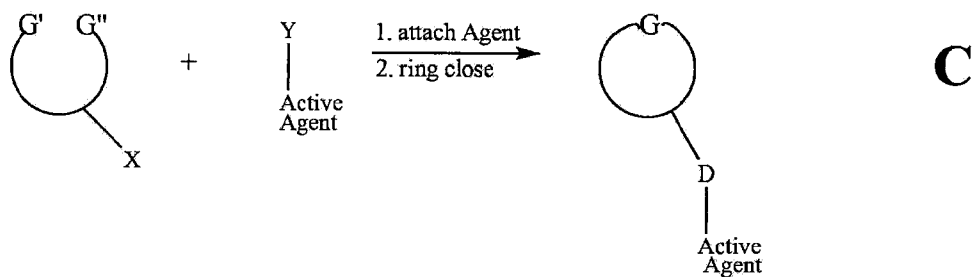 G' G" + Y 1. attach Agent G C
2. ring close
Active
Agent
X
D
Active
Agent